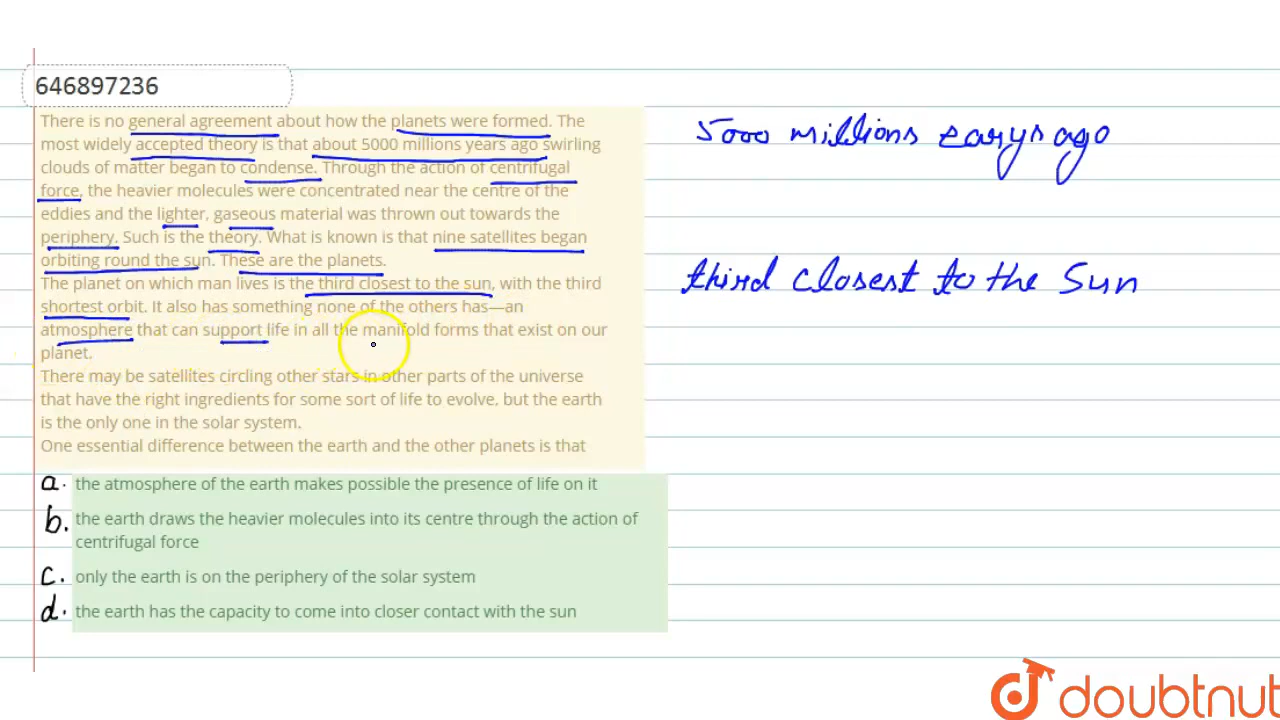 646897236
There is no general agreement about how the planets were formed. The
most widely accepted theory is that about 5000 millions years ago swirling
clouds of matter began to condense. Through the action of centrifugal
force, the heavier molecules were concentrated near the centre of the
eddies and the lighter, gaseous material was thrown out towards the
periphery. Such is the theory. What is known is that nine satellites began
orbiting round the sun. These are the planets.
The planet on which man lives is the third closest to the sun, with the third
shortest orbit. It also has something none of the others has—an
atmosphere that can support life in all the manifold forms that exist on our
planet.
There may be satellites circling other stars in other parts of the universe
that have the right ingredients for some sort of life to evolve, but the earth
is the only one in the solar system.
One essential difference between the earth and the other planets is that
a. the atmosphere of the earth makes possible the presence of life on it
b. the earth draws the heavier molecules into its centre through the action of
centrifugal force
c. only the earth is on the periphery of the solar system
d. the earth has the capacity to come into closer contact with the sun
5000 millions earys ago
third closest to the Sun
doubtnut